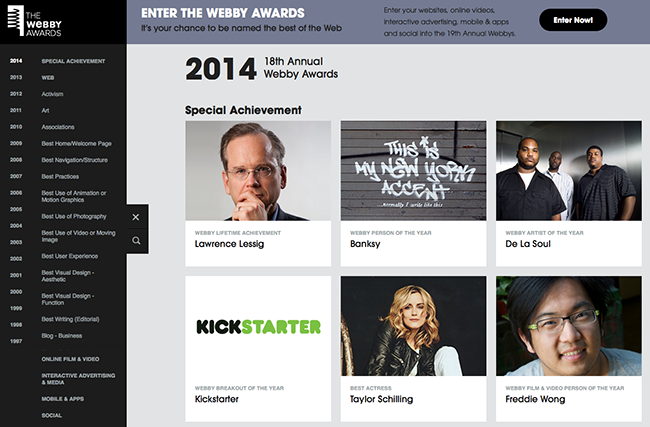 THE
WEBBY
AWARDS
ENTER THE WEBBY AWARDS
It's your chance to be named the best of the Web
Enter your websites, online videos,
interactive advertising, mobile & apps
and social into the 19th Annual Webbys.
Enter Now!
2014
2013
2012
2011
2010
2009
2008
2007
2006
2005
2004
2003
2002
2001
2000
1999
1998
1997
SPECIAL ACHIEVEMENT
WEB
Activism
Art
Associations
Best Home/Welcome Page
Best Navigation/Structure
Best Practices
Best Use of Animation or
Motion Graphics
Best Use of Photography
Best Use of Video or Moving
Image
Best User Experience
Best Visual Design -
Aesthetic
Best Visual Design -
Function
Best Writing (Editorial)
Blog - Business
ONLINE FILM & VIDEO
INTERACTIVE ADVERTISING
& MEDIA
MOBILE & APPS
SOCIAL
2014
18th Annual
Webby Awards
Special Achievement
WEBBY LIFETIME ACHIEVEMENT
Lawrence Lessig
THIS IS
MY NEW YORK
ACCENT
...normally I write like this
WEBBY PERSON OF THE YEAR
Banksy
WEBBY ARTIST OF THE YEAR
De La Soul
KICKSTARTER
WEBBY BREAKOUT OF THE YEAR
Kickstarter
BEST ACTRESS
Taylor Schilling
WEBBY FILM & VIDEO PERSON OF THE YEAR
Freddie Wong